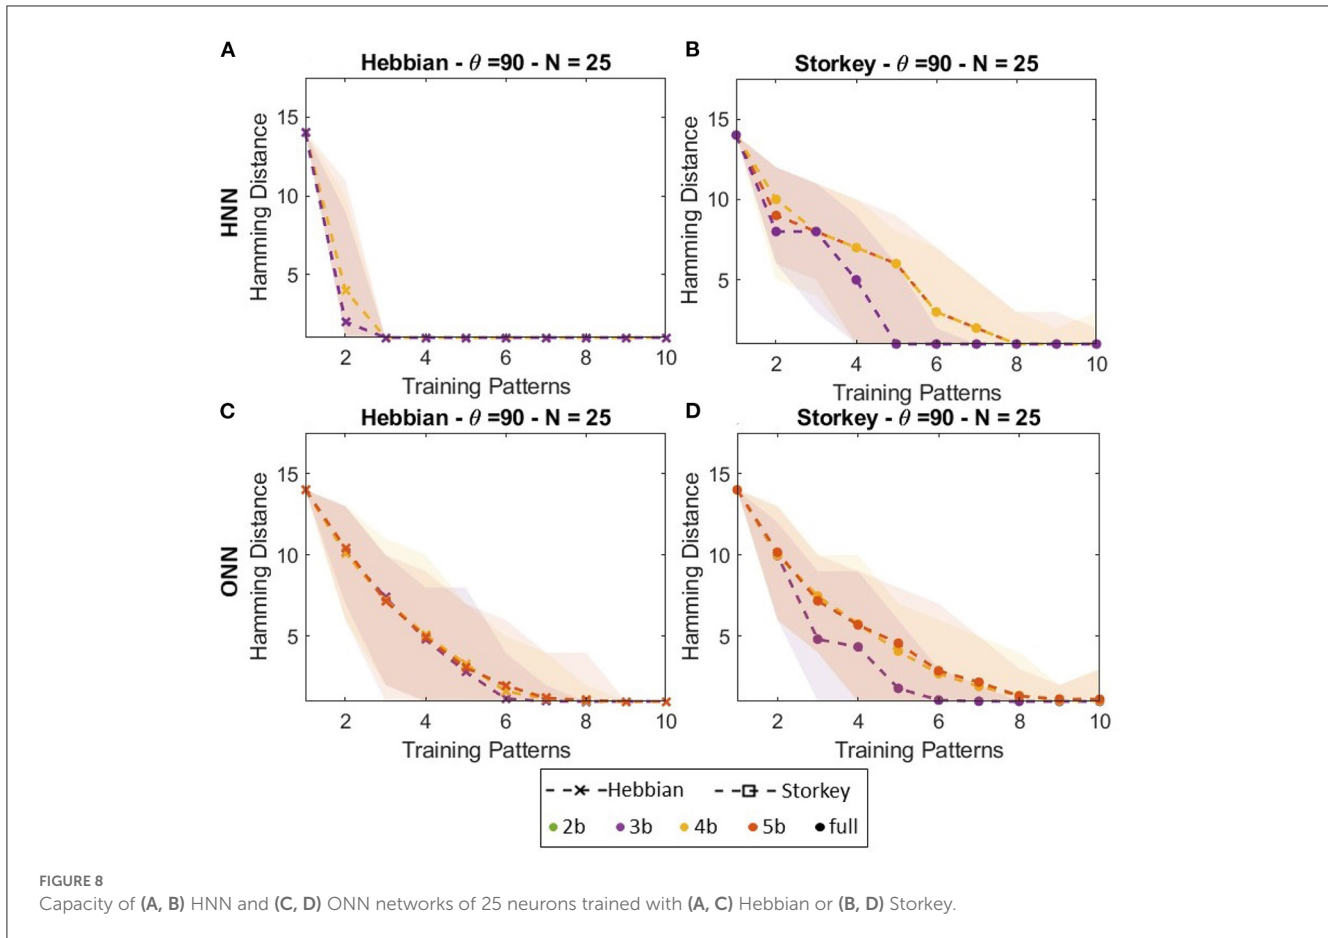 A
Hebbian - θ =90 - N = 25
HNN
Hamming Distance
15
10
5
2 4 6 8 10
Training Patterns
B
Storkey - θ =90 - N = 25
Hamming Distance
15
10
5
2 4 6 8 10
Training Patterns
C
Hebbian - θ =90 - N = 25
ONN
Hamming Distance
15
10
5
2 4 6 8 10
Training Patterns
D
Storkey - θ =90 - N = 25
Hamming Distance
15
10
5
2 4 6 8 10
Training Patterns
Hebbian Storkey
2b 3b 4b 5b full
FIGURE 8
Capacity of (A, B) HNN and (C, D) ONN networks of 25 neurons trained with (A, C) Hebbian or (B, D) Storkey.